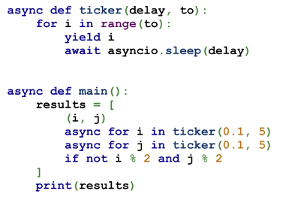 async def ticker(delay, to):
    for i in range(to):
        yield i
        await asyncio.sleep(delay)

async def main():
    results = [
        (i, j)
        async for i in ticker(0.1, 5)
        async for j in ticker(0.1, 5)
        if not i % 2 and j % 2
    ]
    print(results)